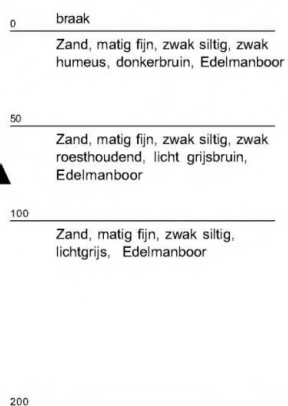 0 braak
Zand, matig fijn, zwak siltig, zwak
humeus, donkerbruin, Edelmanboor
50
Zand, matig fijn, zwak siltig, zwak
roesthoudend, licht grijsbruin,
Edelmanboor
100
Zand, matig fijn, zwak siltig,
lichtgrijs, Edelmanboor
200